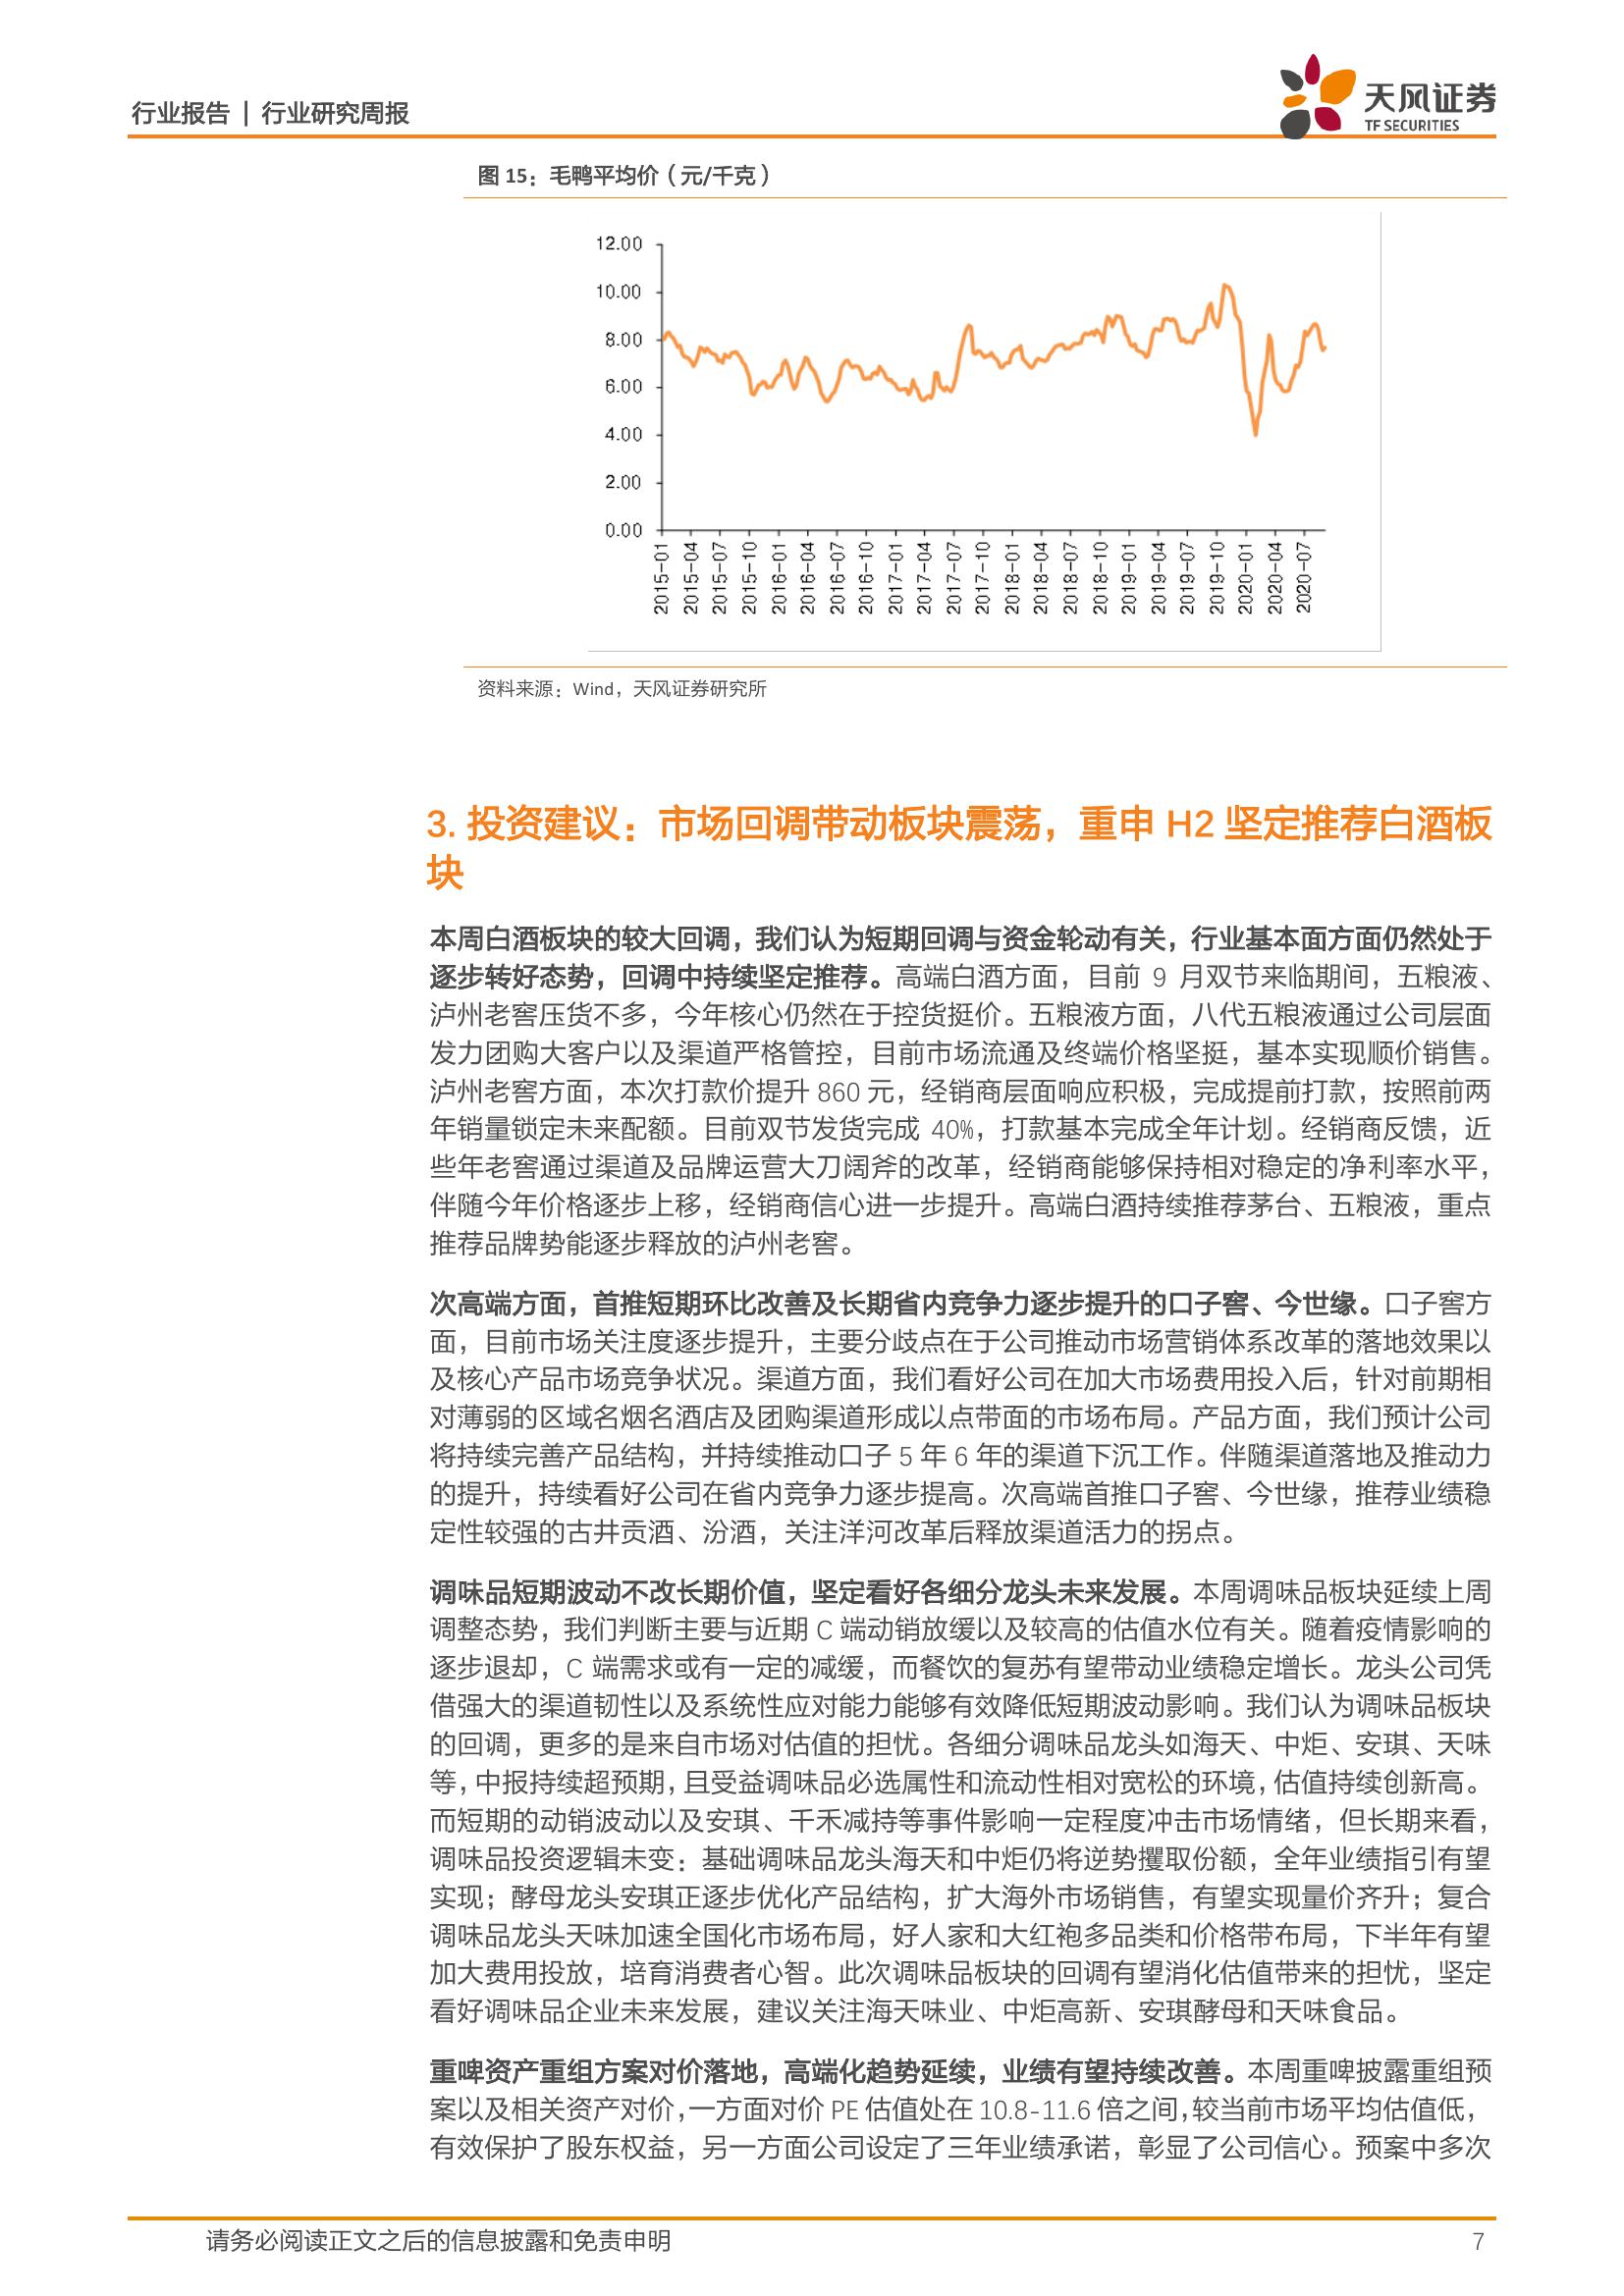 行业报告 | 行业研究周报
天风证券
TF SECURITIES
图 15：毛鸭平均价（元/千克）
12.00
10.00
8.00
6.00
4.00
2.00
0.00
2015-01
2015-04
2015-07
2015-10
2016-01
2016-04
2016-07
2016-10
2017-01
2017-04
2017-07
2017-10
2018-01
2018-04
2018-07
2018-10
2019-01
2019-04
2019-07
2019-10
2020-01
2020-04
2020-07
资料来源：Wind，天风证券研究所
3. 投资建议：市场回调带动板块震荡，重申 H2 坚定推荐白酒板
块
本周白酒板块的较大回调，我们认为短期回调与资金轮动有关，行业基本面方面仍然处于
逐步转好态势，回调中持续坚定推荐。高端白酒方面，目前 9 月双节来临期间，五粮液、
泸州老窖压货不多，今年核心仍然在于控货挺价。五粮液方面，八代五粮液通过公司层面
发力团购大客户以及渠道严格管控，目前市场流通及终端价格坚挺，基本实现顺价销售。
泸州老窖方面，本次打款价提升 860 元，经销商层面响应积极，完成提前打款，按照前两
年销量锁定未来配额。目前双节发货完成 40%，打款基本完成全年计划。经销商反馈，近
些年老窖通过渠道及品牌运营大刀阔斧的改革，经销商能够保持相对稳定的净利率水平，
伴随今年价格逐步上移，经销商信心进一步提升。高端白酒持续推荐茅台、五粮液，重点
推荐品牌势能逐步释放的泸州老窖。
次高端方面，首推短期环比改善及长期省内竞争力逐步提升的口子窖、今世缘。口子窖方
面，目前市场关注度逐步提升，主要分歧点在于公司推动市场营销体系改革的落地效果以
及核心产品市场竞争状况。渠道方面，我们看好公司在加大市场费用投入后，针对前期相
对薄弱的区域名烟名酒店及团购渠道形成以点带面的市场布局。产品方面，我们预计公司
将持续完善产品结构，并持续推动口子 5 年 6 年的渠道下沉工作。伴随渠道落地及推动力
的提升，持续看好公司在省内竞争力逐步提高。次高端首推口子窖、今世缘，推荐业绩稳
定性较强的古井贡酒、汾酒，关注洋河改革后释放渠道活力的拐点。
调味品短期波动不改长期价值，坚定看好各细分龙头未来发展。本周调味品板块延续上周
调整态势，我们判断主要与近期 C 端动销放缓以及较高的估值水位有关。随着疫情影响的
逐步退却，C 端需求或有一定的减缓，而餐饮的复苏有望带动业绩稳定增长。龙头公司凭
借强大的渠道韧性以及系统性应对能力能够有效降低短期波动影响。我们认为调味品板块
的回调，更多的是来自市场对估值的担忧。各细分调味品龙头如海天、中炬、安琪、天味
等，中报持续超预期，且受益调味品必选属性和流动性相对宽松的环境，估值持续创新高。
而短期的动销波动以及安琪、千禾减持等事件影响一定程度冲击市场情绪，但长期来看，
调味品投资逻辑未变：基础调味品龙头海天和中炬仍将逆势攫取份额，全年业绩指引有望
实现；酵母龙头安琪正逐步优化产品结构，扩大海外市场销售，有望实现量价齐升；复合
调味品龙头天味加速全国化市场布局，好人家和大红袍多品类和价格带布局，下半年有望
加大费用投放，培育消费者心智。此次调味品板块的回调有望消化估值带来的担忧，坚定
看好调味品企业未来发展，建议关注海天味业、中炬高新、安琪酵母和天味食品。
重啤资产重组方案对价落地，高端化趋势延续，业绩有望持续改善。本周重啤披露重组预
案以及相关资产对价，一方面对价 PE 估值处在 10.8-11.6 倍之间，较当前市场平均估值低，
有效保护了股东权益，另一方面公司设定了三年业绩承诺，彰显了公司信心。预案中多次
请务必阅读正文之后的信息披露和免责申明
7